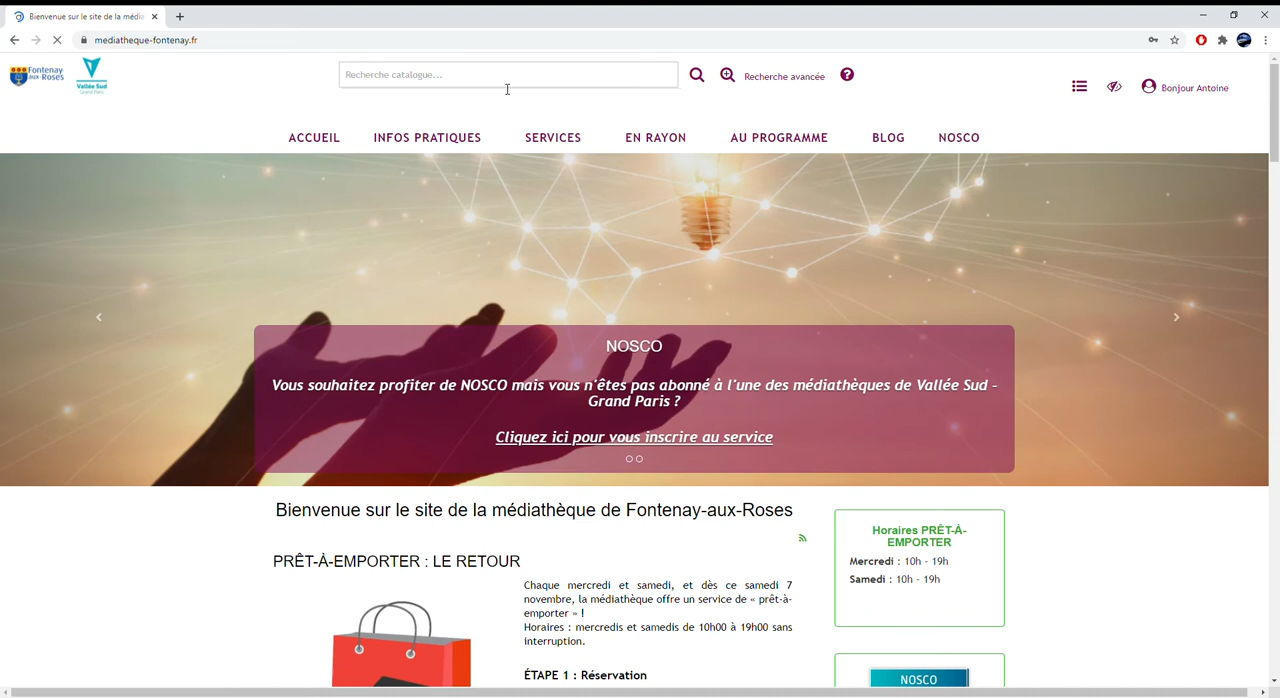 Bienvenue sur le site de la média
mediatheque-fontenay.fr
Fontenay
aux-Roses
Vallée Sud
Grand Paris
Recherche catalogue...
Recherche avancée
?
Bonjour Antoine
ACCUEIL
INFOS PRATIQUES
SERVICES
EN RAYON
AU PROGRAMME
BLOG
NOSCO
NOSCO
Vous souhaitez profiter de NOSCO mais vous n'êtes pas abonné à l'une des médiathèques de Vallée Sud -
Grand Paris ?
Cliquez ici pour vous inscrire au service
Bienvenue sur le site de la médiathèque de Fontenay-aux-Roses
PRÊT-À-EMPORTER : LE RETOUR
Chaque mercredi et samedi, et dès ce samedi 7
novembre, la médiathèque offre un service de « prêt-à-
emporter » !
Horaires : mercredis et samedis de 10h00 à 19h00 sans
interruption.
ÉTAPE 1 : Réservation
Horaires PRÊT-À-
EMPORTER
Mercredi : 10h - 19h
Samedi : 10h - 19h
NOSCO